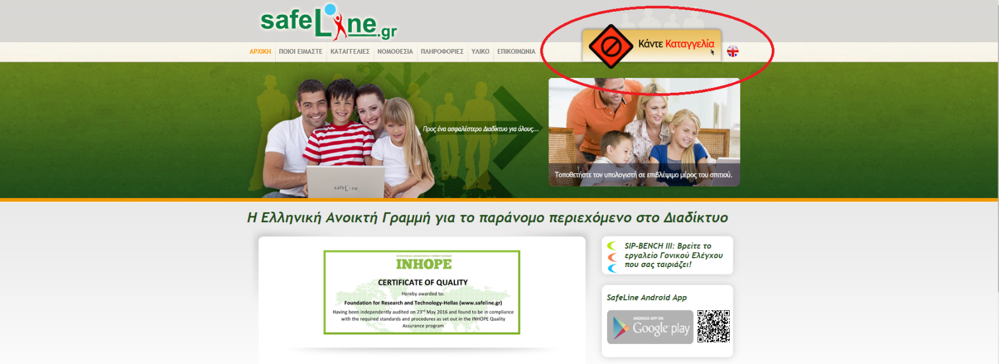 safeLine.gr
ΑΡΧΙΚΗ ΠΟΙΟΙ ΕΙΜΑΣΤΕ ΚΑΤΑΓΓΕΛΙΕΣ ΝΟΜΟΘΕΣΙΑ ΠΛΗΡΟΦΟΡΙΕΣ ΥΛΙΚΟ ΕΠΙΚΟΙΝΩΝΙΑ
Κάντε Καταγγελία
Προς ένα ασφαλέστερο Διαδίκτυο για όλους...
safeLine
Τοποθετήστε τον υπολογιστή σε επιβλέψιμο μέρος του σπιτιού.
Η Ελληνική Ανοικτή Γραμμή για το παράνομο περιεχόμενο στο Διαδίκτυο
INHOPE
CERTIFICATE OF QUALITY
Hereby awarded to:
Foundation for Research and Technology-Hellas (www.safeline.gr)
Having been independently audited on 23rd May 2016 and found to be in compliance
with the required standards and procedures as set out in the INHOPE Quality
Assurance program
SIP-BENCH III: Βρείτε το
εργαλείο Γονικού Ελέγχου
που σας ταιριάζει!
SafeLine Android App
ANDROID APP ON
Google play